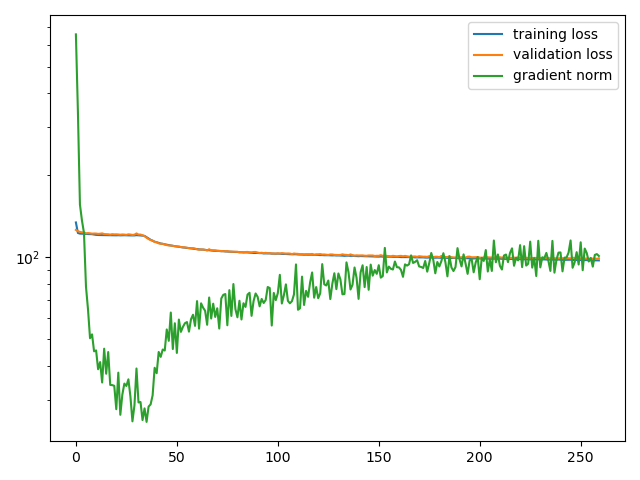 training loss
validation loss
gradient norm
10²
0 50 100 150 200 250